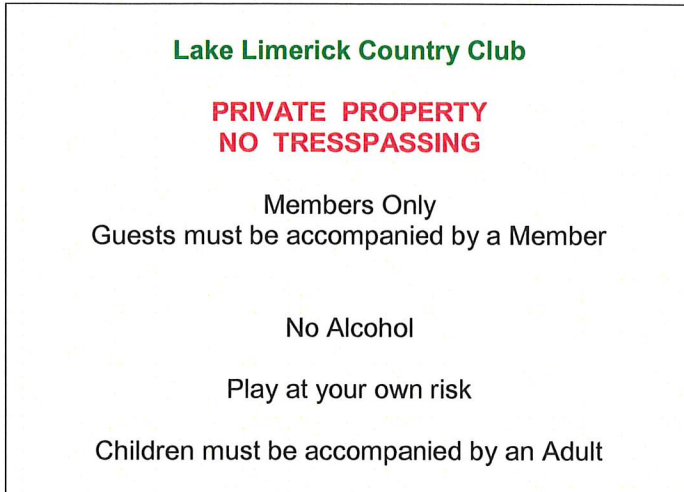 Lake Limerick Country Club
PRIVATE PROPERTY
NO TRESSPASSING
Members Only
Guests must be accompanied by a Member
No Alcohol
Play at your own risk
Children must be accompanied by an Adult